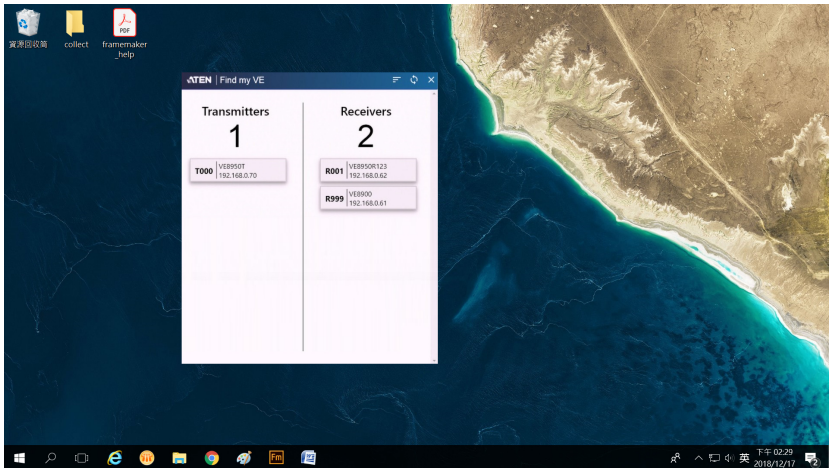 資源回收筒
collect
PDF
framemaker
_help
ATEN | Find my VE
Transmitters
1
T000
VE8950T
192.168.0.70
Receivers
2
R001
VE8950R123
192.168.0.62
R999
VE8900
192.168.0.61
Fm
英
下午 02:29
2018/12/17
2